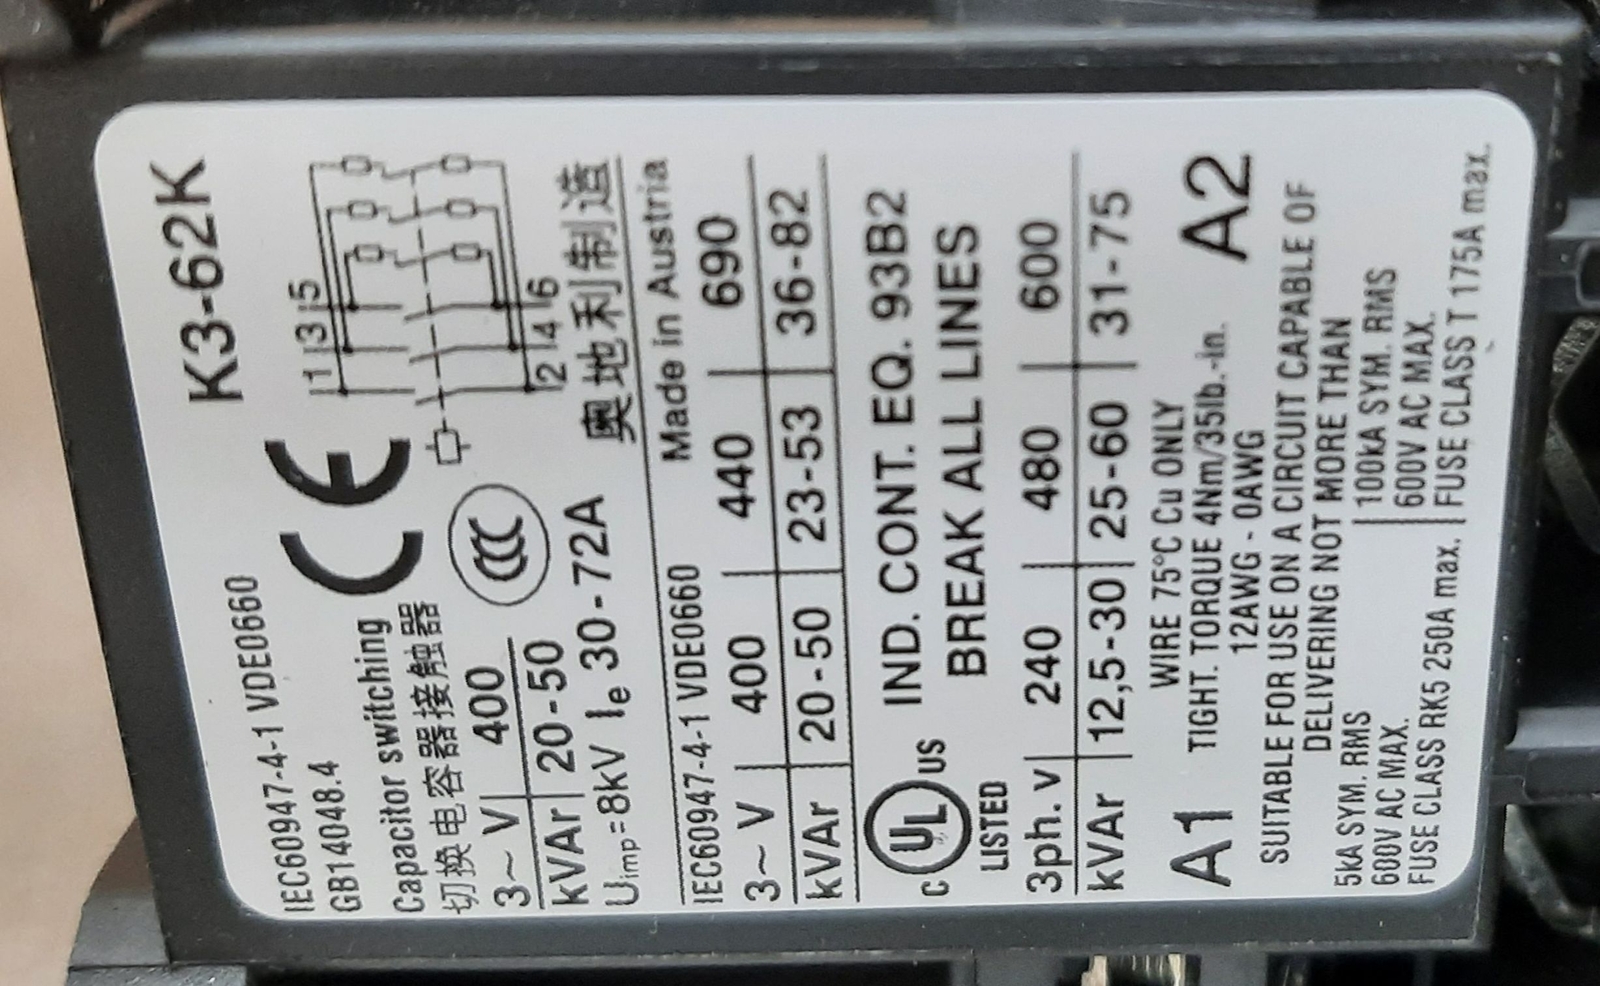 K3-62K
IEC60947-4-1 VDE0660
GB14048.4
CE
Capacitor switching
切换电容器接触器
CCC
1 3 5
2 4 6
3~ V 400
kVAr 20-50
Uimp=8kV Ie 30-72A
奥地利制造
IEC60947-4-1 VDE0660 Made in Austria
3~ V 400 440 690
kVAr 20-50 23-53 36-82
C UL US
LISTED
IND. CONT. EQ. 93B2
BREAK ALL LINES
3ph. V 240 480 600
kVAr 12,5-30 25-60 31-75
WIRE 75°C Cu ONLY
A1 TIGHT. TORQUE 4Nm/35lb.-in. A2
12AWG - 0AWG
SUITABLE FOR USE ON A CIRCUIT CAPABLE OF
DELIVERING NOT MORE THAN
5kA SYM. RMS 100kA SYM. RMS
600V AC MAX. 600V AC MAX.
FUSE CLASS RK5 250A max. FUSE CLASS T 175A max.